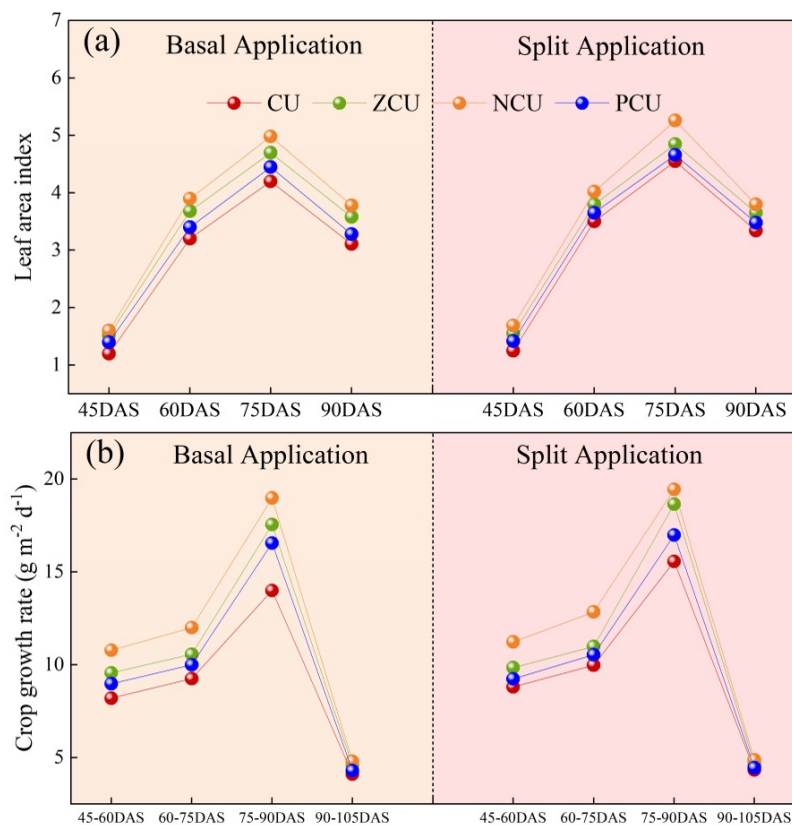 (a) Basal Application Split Application
CU ZCU NCU PCU
Leaf area index
7
6
5
4
3
2
1
45DAS 60DAS 75DAS 90DAS 45DAS 60DAS 75DAS 90DAS
(b) Basal Application Split Application
Crop growth rate (g m⁻² d⁻¹)
20
15
10
5
45-60DAS 60-75DAS 75-90DAS 90-105DAS 45-60DAS 60-75DAS 75-90DAS 90-105DAS